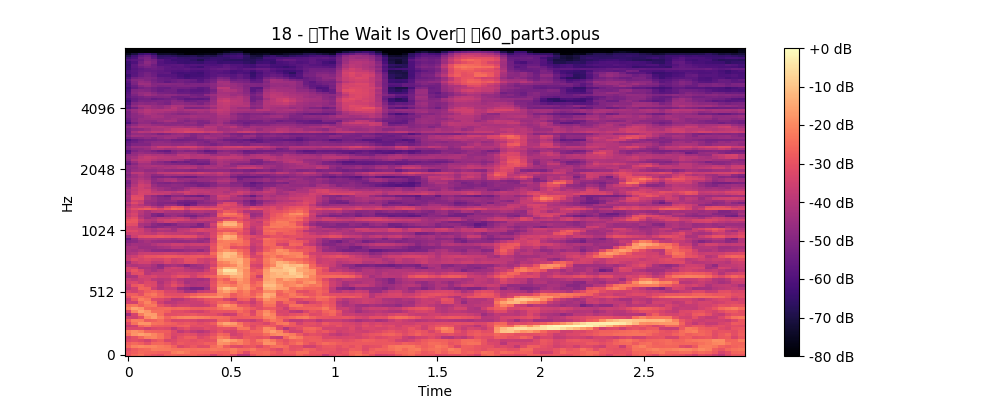 18 - ▯The Wait Is Over▯ ▯60_part3.opus
+0 dB
4096
-10 dB
-20 dB
2048
-30 dB
Hz
-40 dB
1024
-50 dB
512
-60 dB
-70 dB
0
-80 dB
0
0.5
1
1.5
2
2.5
Time